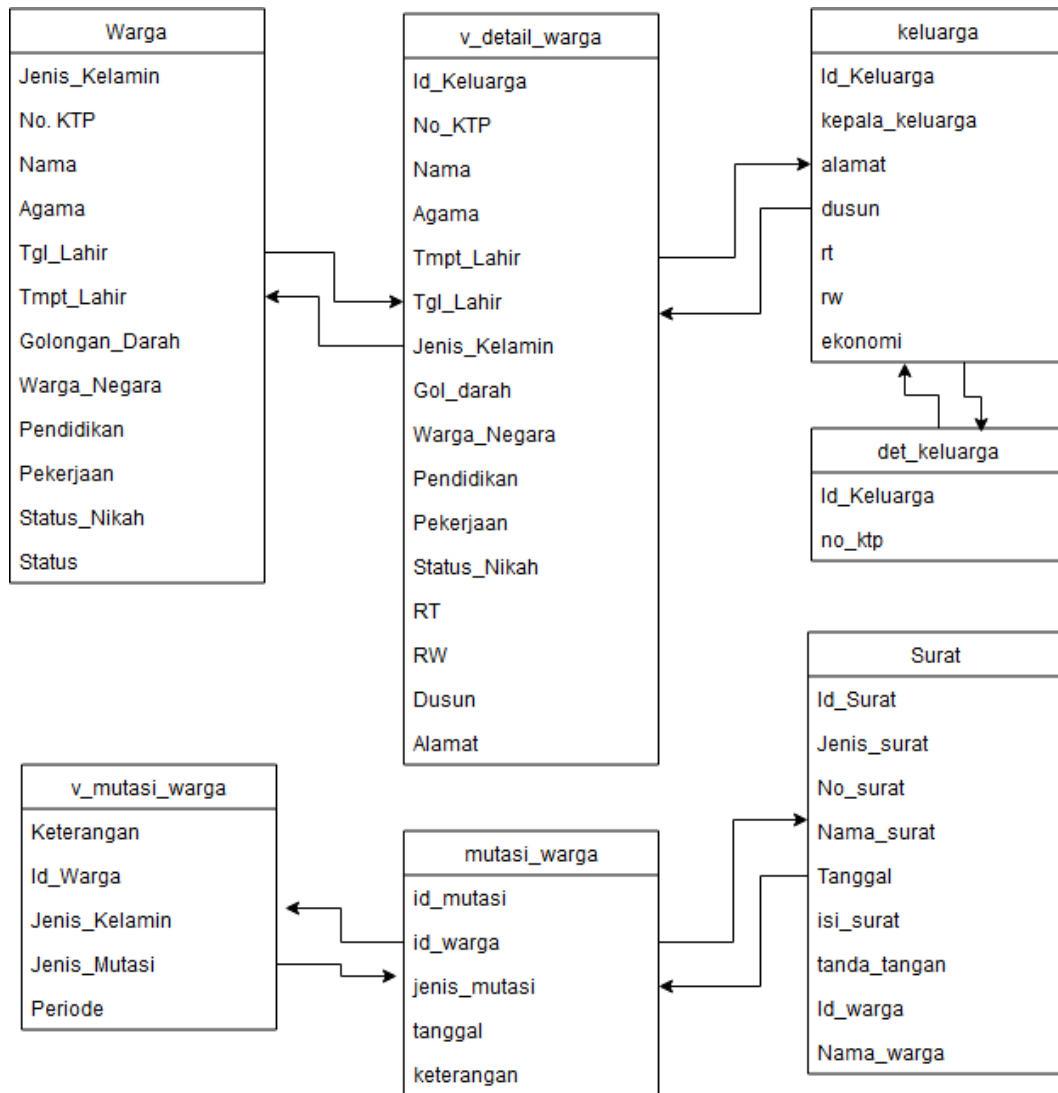 Warga
Jenis_Kelamin
No. KTP
Nama
Agama
Tgl_Lahir
Tmpt_Lahir
Golongan_Darah
Warga_Negara
Pendidikan
Pekerjaan
Status_Nikah
Status
v_detail_warga
Id_Keluarga
No_KTP
Nama
Agama
Tmpt_Lahir
Tgl_Lahir
Jenis_Kelamin
Gol_darah
Warga_Negara
Pendidikan
Pekerjaan
Status_Nikah
RT
RW
Dusun
Alamat
keluarga
Id_Keluarga
kepala_keluarga
alamat
dusun
rt
rw
ekonomi
det_keluarga
Id_Keluarga
no_ktp
v_mutasi_warga
Keterangan
Id_Warga
Jenis_Kelamin
Jenis_Mutasi
Periode
mutasi_warga
id_mutasi
id_warga
jenis_mutasi
tanggal
keterangan
Surat
Id_Surat
Jenis_surat
No_surat
Nama_surat
Tanggal
isi_surat
tanda_tangan
Id_warga
Nama_warga